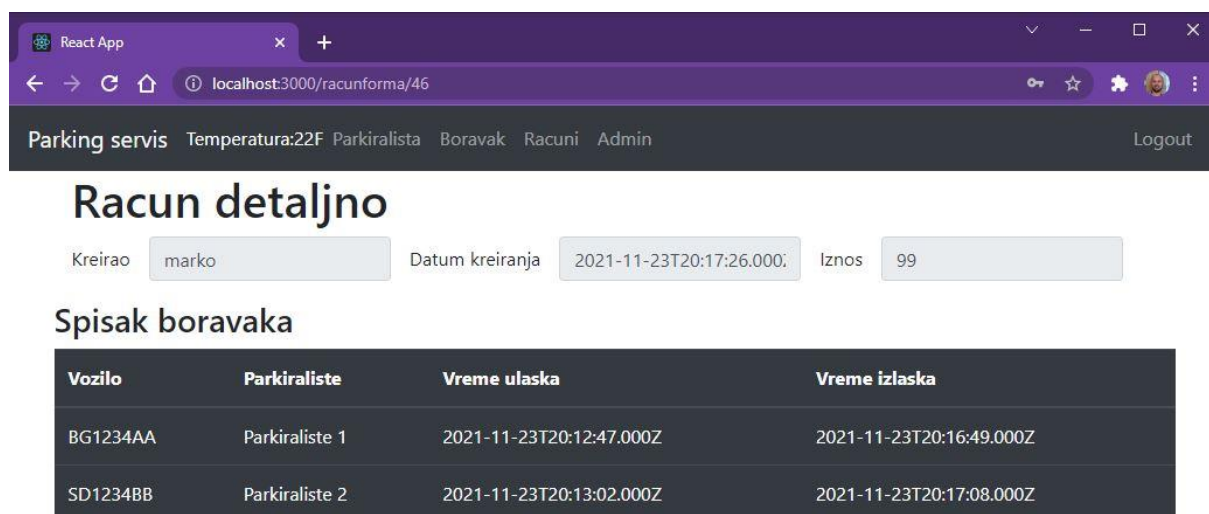 React App
localhost:3000/racunforma/46
Parking servis Temperatura:22F Parkiralista Boravak Racuni Admin Logout
Racun detaljno
Kreirao marko Datum kreiranja 2021-11-23T20:17:26.000 Iznos 99
Spisak boravaka
Vozilo Parkiraliste Vreme ulaska Vreme izlaska
BG1234AA Parkiraliste 1 2021-11-23T20:12:47.000Z 2021-11-23T20:16:49.000Z
SD1234BB Parkiraliste 2 2021-11-23T20:13:02.000Z 2021-11-23T20:17:08.000Z